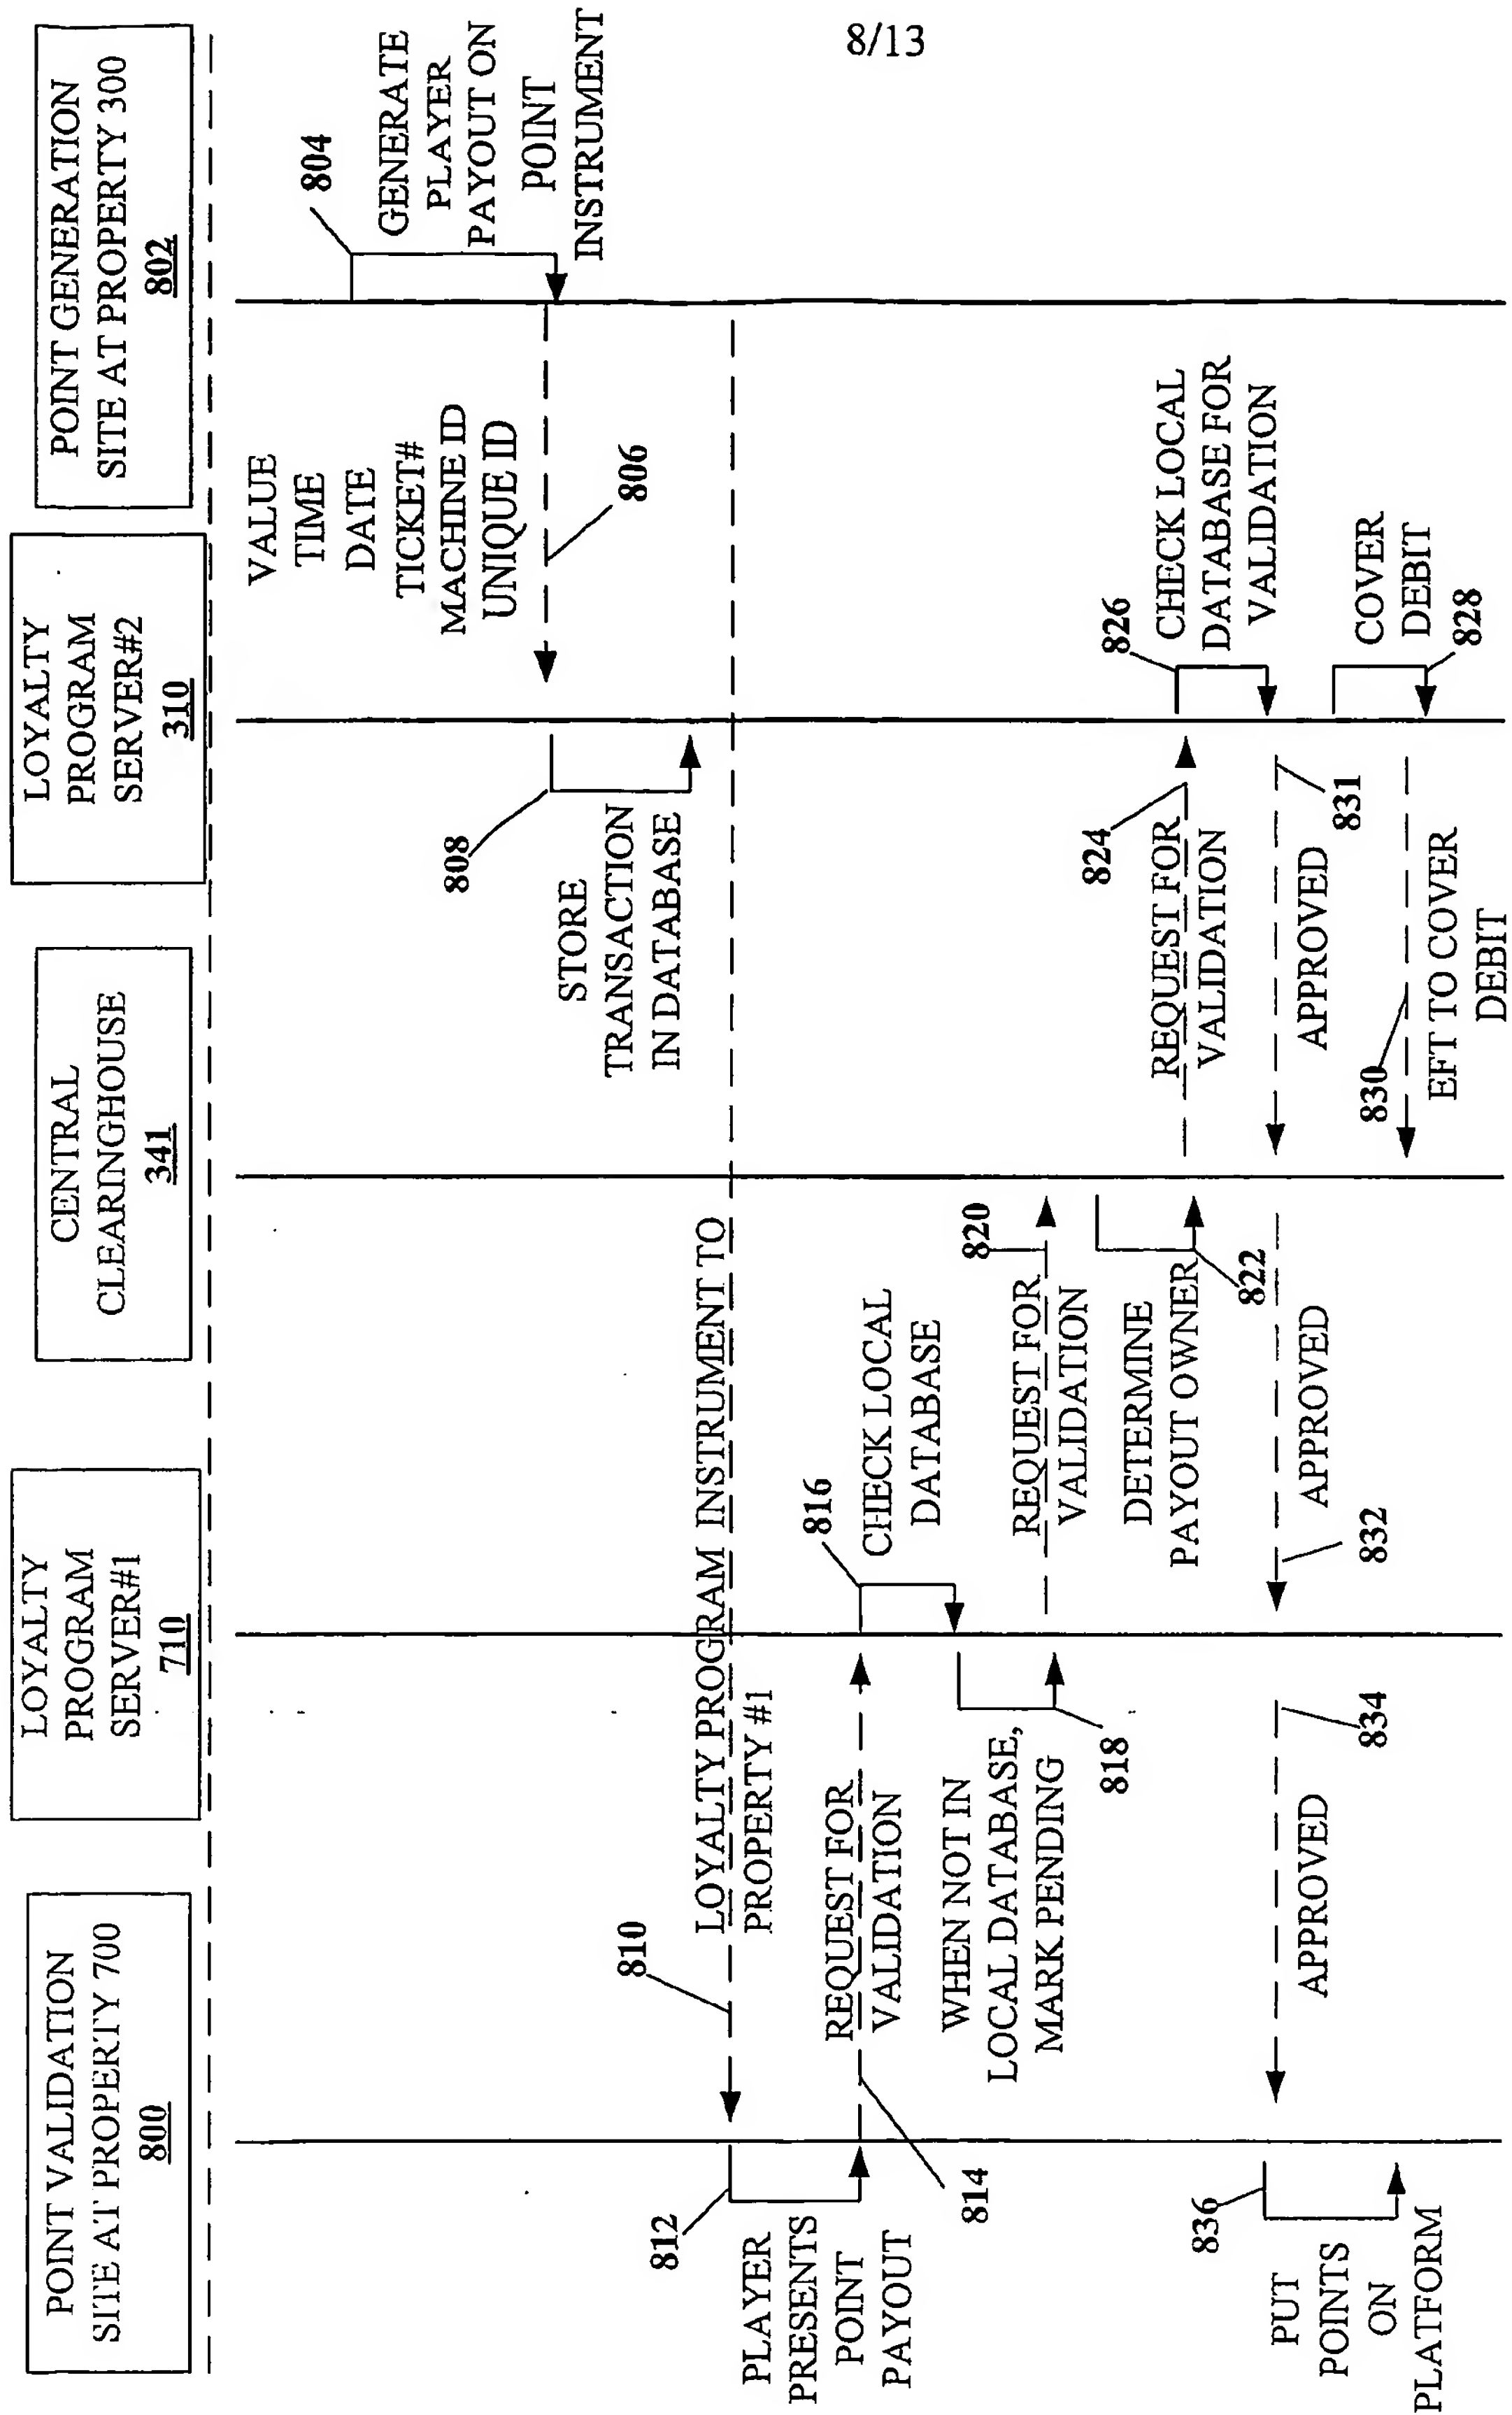 8/13
POINT VALIDATION
SITE AT PROPERTY 700
800
LOYALTY
PROGRAM
SERVER#1
710
CENTRAL
CLEARINGHOUSE
341
LOYALTY
PROGRAM
SERVER#2
310
POINT GENERATION
SITE AT PROPERTY 300
802
804
GENERATE
PLAYER
PAYOUT ON
POINT
INSTRUMENT
VALUE
TIME
DATE
TICKET#
MACHINE ID
UNIQUE ID
806
808
STORE
TRANSACTION
IN DATABASE
810
LOYALTY PROGRAM INSTRUMENT TO
PROPERTY #1
812
PLAYER
PRESENTS
POINT
PAYOUT
814
REQUEST FOR
VALIDATION
816
CHECK LOCAL
DATABASE
WHEN NOT IN
LOCAL DATABASE,
MARK PENDING
818
820
REQUEST FOR
VALIDATION
DETERMINE
PAYOUT OWNER
822
824
REQUEST FOR
VALIDATION
826
CHECK LOCAL
DATABASE FOR
VALIDATION
COVER
DEBIT
828
831
APPROVED
830
EFT TO COVER
DEBIT
APPROVED
832
834
APPROVED
836
PUT
POINTS
ON
PLATFORM